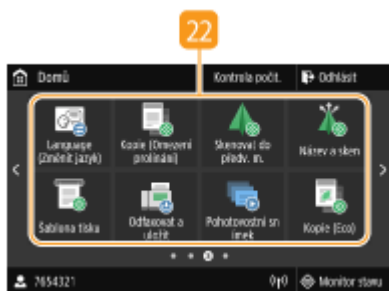 22
Domů
Kontrola počít.
Odhlásit
Language
(Změnit jazyk)
Kopie (Omezení
prolínání)
Skenovat do
předv. m.
Název a sken
Šablona tisku
Odfaxovat a
uložit
Pohotovostní sn
ímek
Kopie (Eco)
7654321
Monitor stavu